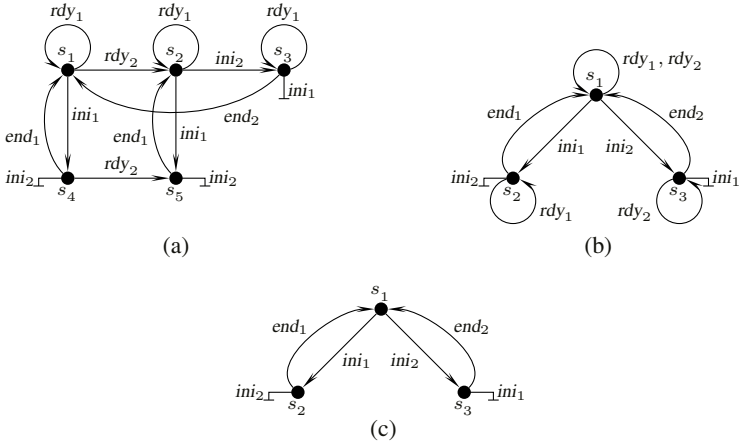 rdy₁ rdy₁ rdy₁
s₁ rdy₂ s₂ ini₂ s₃
ini₁
end₁ ini₁ end₁ ini₁ end₂
ini₂ rdy₂ ini₂
s₄ s₅
(a)
rdy₁, rdy₂
s₁
end₁ end₂
ini₁ ini₂
ini₂ ini₁
s₂ s₃
rdy₁ rdy₂
(b)
s₁
end₁ end₂
ini₁ ini₂
ini₂ ini₁
s₂ s₃
(c)